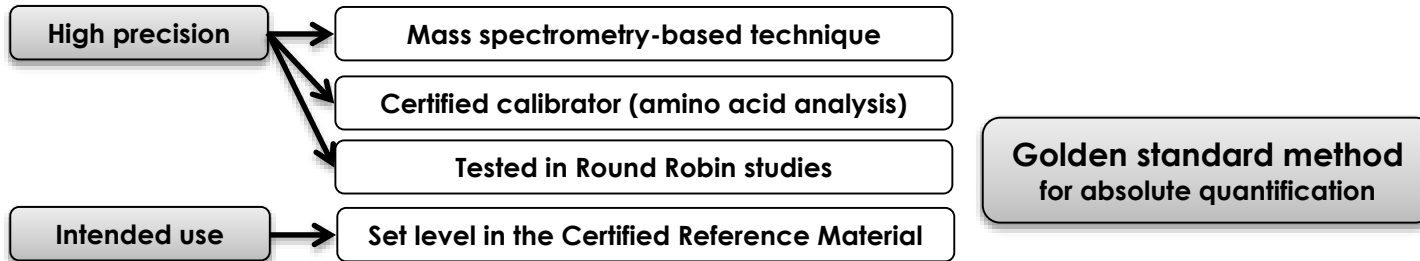 High precision
Mass spectrometry-based technique
Certified calibrator (amino acid analysis)
Tested in Round Robin studies
Intended use
Set level in the Certified Reference Material
Golden standard method
for absolute quantification